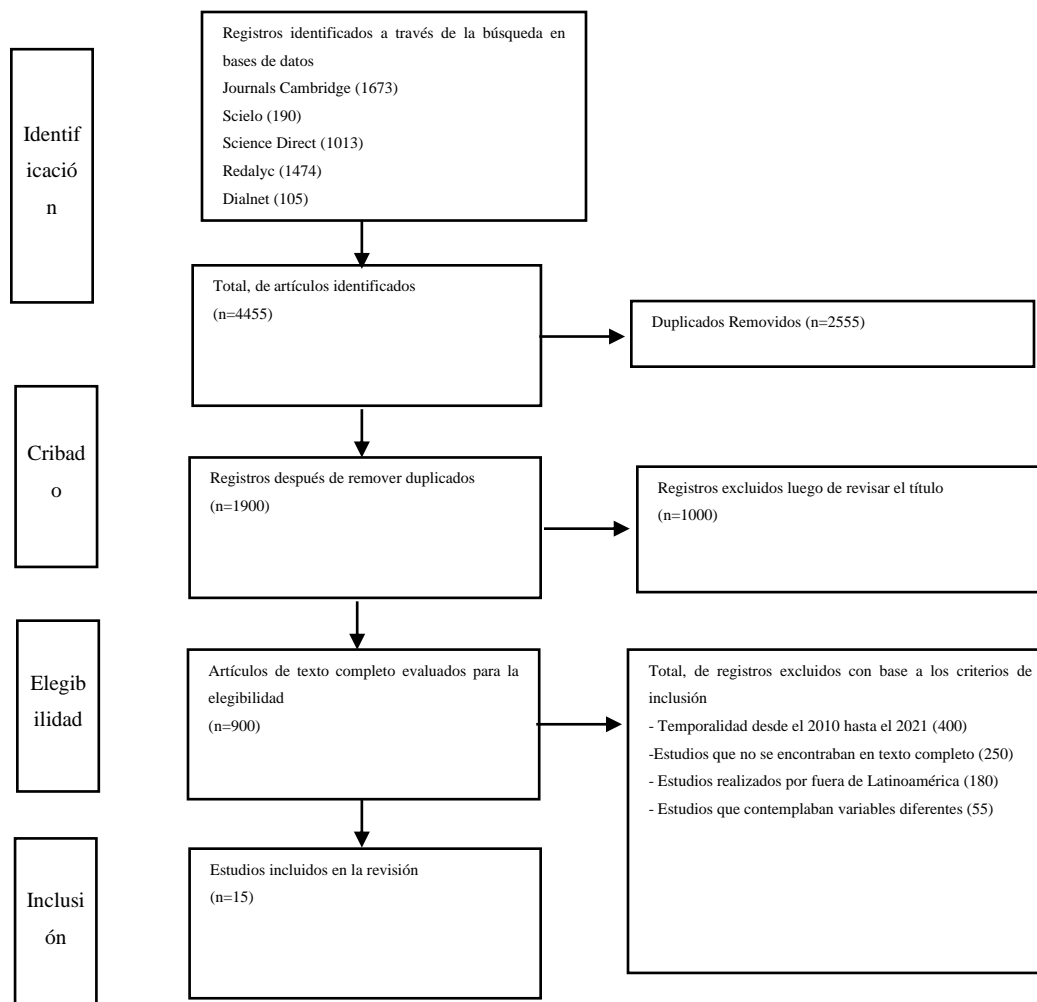 Identif
icació
n
Registros identificados a través de la búsqueda en
bases de datos
Journals Cambridge (1673)
Scielo (190)
Science Direct (1013)
Redalyc (1474)
Dialnet (105)
Total, de artículos identificados
(n=4455)
Duplicados Removidos (n=2555)
Cribad
o
Registros después de remover duplicados
(n=1900)
Registros excluidos luego de revisar el título
(n=1000)
Elegib
ilidad
Artículos de texto completo evaluados para la
elegibilidad
(n=900)
Total, de registros excluidos con base a los criterios de
inclusión
- Temporalidad desde el 2010 hasta el 2021 (400)
-Estudios que no se encontraban en texto completo (250)
- Estudios realizados por fuera de Latinoamérica (180)
- Estudios que contemplaban variables diferentes (55)
Inclusi
ón
Estudios incluidos en la revisión
(n=15)